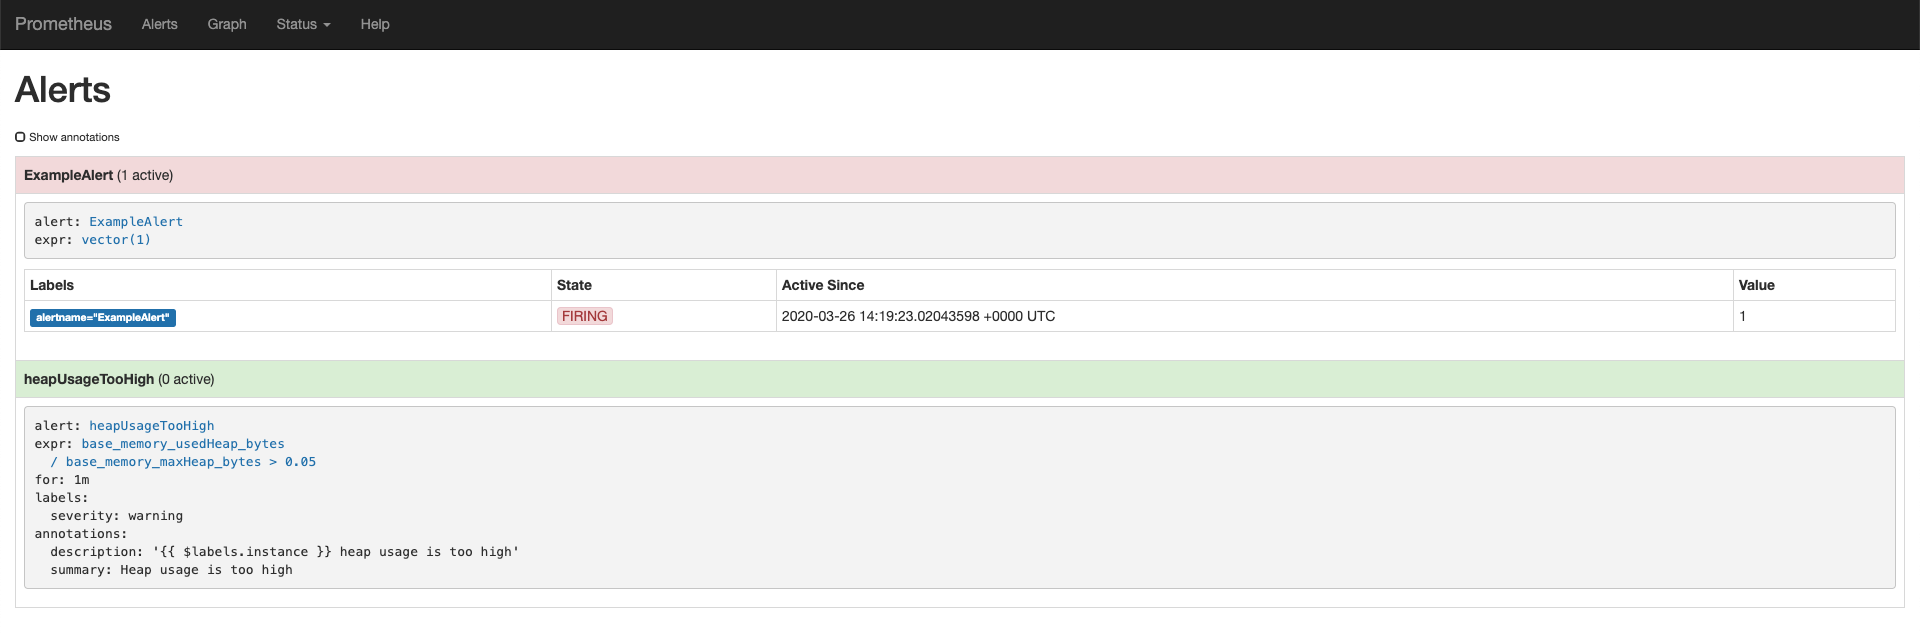 Prometheus Alerts Graph Status Help
Alerts
Show annotations
ExampleAlert (1 active)
alert: ExampleAlert
expr: vector(1)
Labels State Active Since Value
alertname="ExampleAlert" FIRING 2020-03-26 14:19:23.02043598 +0000 UTC 1
heapUsageTooHigh (0 active)
alert: heapUsageTooHigh
expr: base_memory_usedHeap_bytes
/ base_memory_maxHeap_bytes > 0.05
for: 1m
labels:
severity: warning
annotations:
description: '{{ $labels.instance }} heap usage is too high'
summary: Heap usage is too high